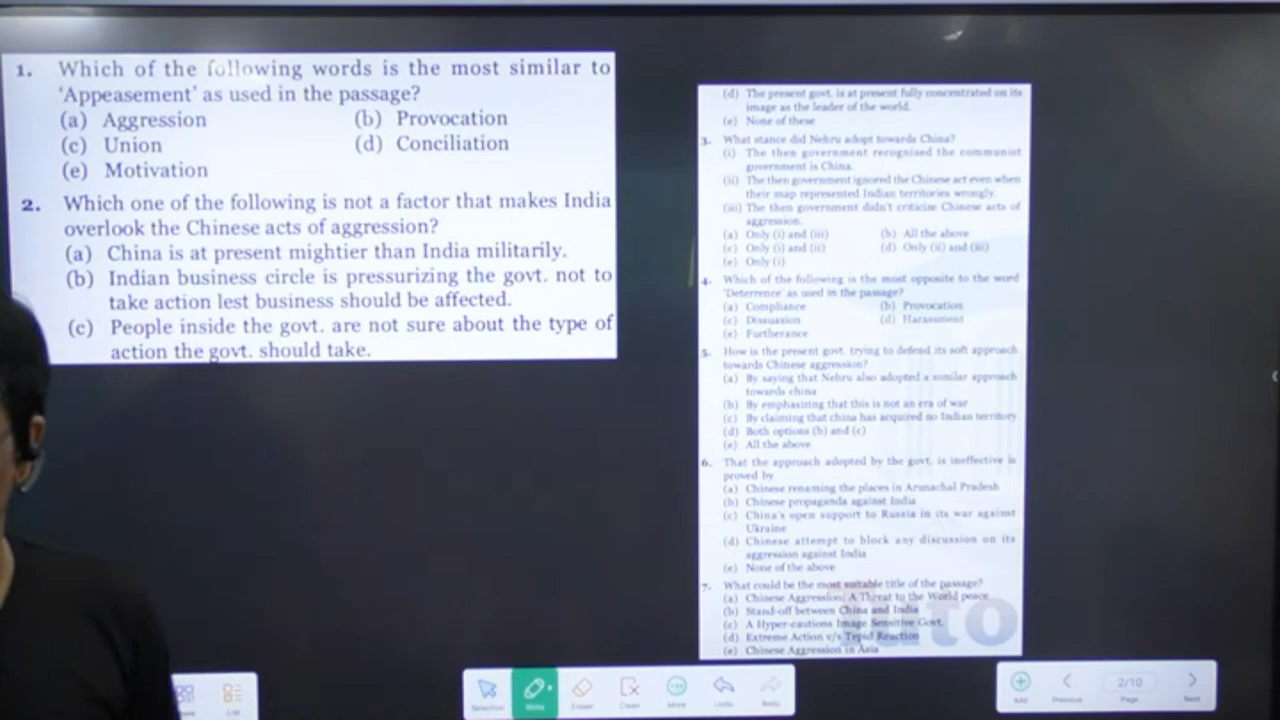 1. Which of the following words is the most similar to
'Appeasement' as used in the passage?
(a) Aggression (b) Provocation
(c) Union (d) Conciliation
(e) Motivation
2. Which one of the following is not a factor that makes India
overlook the Chinese acts of aggression?
(a) China is at present mightier than India militarily.
(b) Indian business circle is pressurizing the govt. not to
take action lest business should be affected.
(c) People inside the govt. are not sure about the type of
action the govt. should take.
(d) The present govt. is at present fully concentrated on its
image as the leader of the world.
(e) None of these
3. What stance did Nehru adopt towards China?
(i) The then government recognised the communist
government is China.
(ii) The then government ignored the Chinese act even when
their map represented Indian territories wrongly.
(iii) The then government didn't criticise Chinese acts of
aggression.
(a) Only (i) and (iii) (b) All the above
(c) Only (i) and (ii) (d) Only (ii) and (iii)
(e) Only (i)
4. Which of the following is the most opposite to the word
'Deterrence' as used in the passage?
(a) Compliance (b) Provocation
(c) Dissuasion (d) Harassment
(e) Furtherance
5. How is the present govt. trying to defend its soft approach
towards Chinese aggression?
(a) By saying that Nehru also adopted a similar approach
towards china
(b) By emphasizing that this is not an era of war
(c) By claiming that china has acquired no Indian territory
(d) Both options (b) and (c)
(e) All the above
6. That the approach adopted by the govt. is ineffective is
proved by
(a) Chinese renaming the places in Arunachal Pradesh
(b) Chinese propaganda against India
(c) China's open support to Russia in its war against
Ukraine
(d) Chinese attempt to block any discussion on its
aggression against India
(e) None of the above
7. What could be the most suitable title of the passage?
(a) Chinese Aggression: A Threat to the World peace
(b) Stand-off between China and India
(c) A Hyper-cautious Image Sensitive Govt.
(d) Extreme Action v/s Tepid Reaction
(e) Chinese Aggression in Asia
List
Selection Write Eraser Clean More Undo Redo
Add Previous 2/10 Page Next